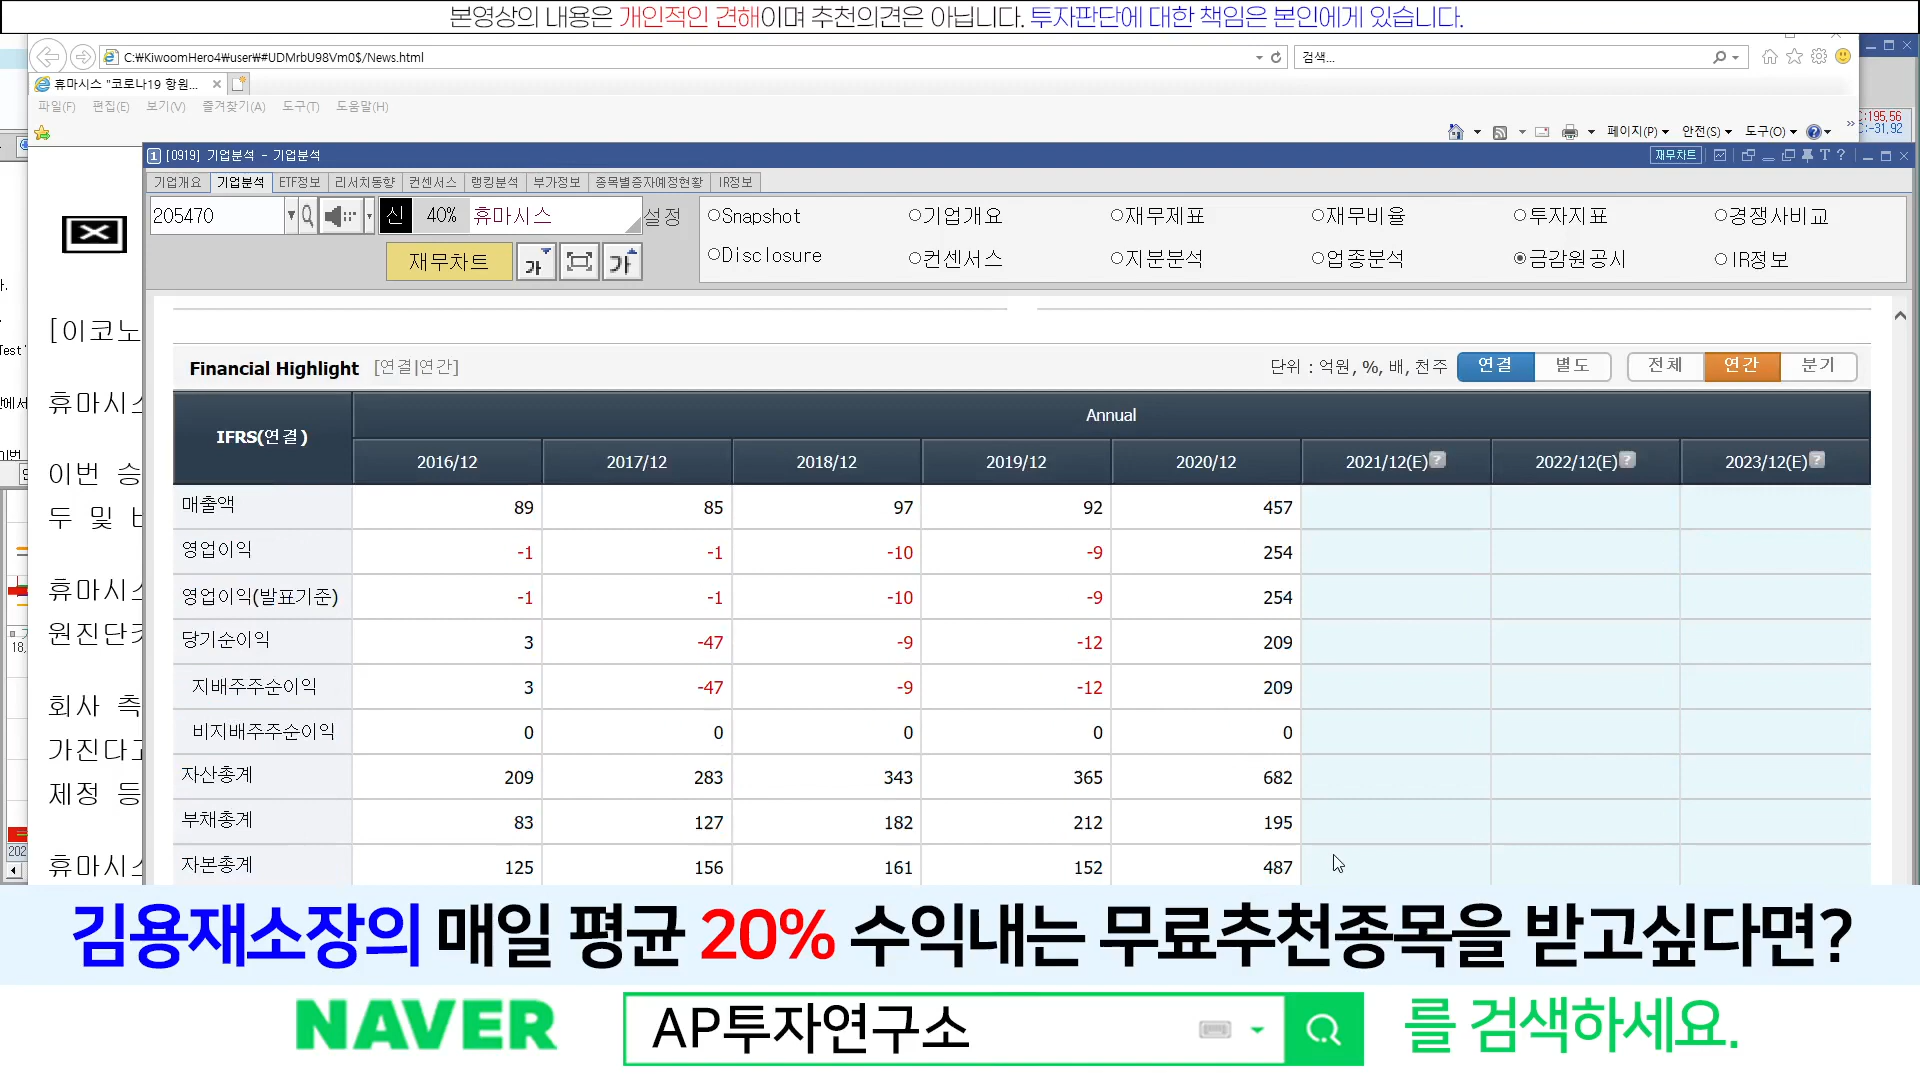 본영상의 내용은 개인적인 견해이며 추천의견은 아닙니다. 투자판단에 대한 책임은 본인에게 있습니다.
C:₩KiwoomHero4₩user₩#UDMrbU98Vm0$/News.html
검색...
휴마시스 "코로나19 항원...
파일(F) 편집(E) 보기(V) 즐겨찾기(A) 도구(T) 도움말(H)
페이지(P) 안전(S) 도구(O)
:195,56
:-31,92
1 [0919] 기업분석 - 기업분석
재무차트
기업개요 기업분석 ETF정보 리서치동향 컨센서스 랭킹분석 부가정보 종목별증자예정현황 IR정보
205470 신 40% 휴마시스 설정
Snapshot 기업개요 재무제표 재무비율 투자지표 경쟁사비교
재무차트 가 가
Disclosure 컨센서스 지분분석 업종분석 금감원공시 IR정보
[이코노
휴마시스
이번 승
두 및
휴마시스
원진단키
회사 측
가진다고
제정 등
휴마시스
Financial Highlight [연결|연간]
단위 : 억원, %, 배, 천주 연결 별도 전체 연간 분기
IFRS(연결) Annual
2016/12 2017/12 2018/12 2019/12 2020/12 2021/12(E) 2022/12(E) 2023/12(E)
매출액 89 85 97 92 457
영업이익 -1 -1 -10 -9 254
영업이익(발표기준) -1 -1 -10 -9 254
당기순이익 3 -47 -9 -12 209
지배주주순이익 3 -47 -9 -12 209
비지배주주순이익 0 0 0 0 0
자산총계 209 283 343 365 682
부채총계 83 127 182 212 195
자본총계 125 156 161 152 487
김용재소장의 매일 평균 20% 수익내는 무료추천종목을 받고싶다면?
NAVER AP투자연구소 를 검색하세요.